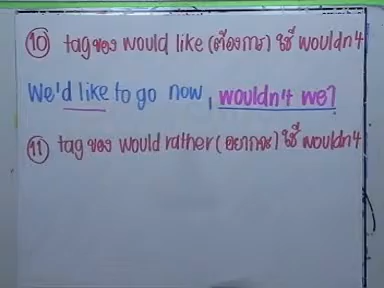 ⑩ tag ของ would like (ต้องการ) ใช้ wouldn't
We'd like to go now, wouldn't we?
⑪ tag ของ would rather (อยากจะ) ใช้ wouldn't